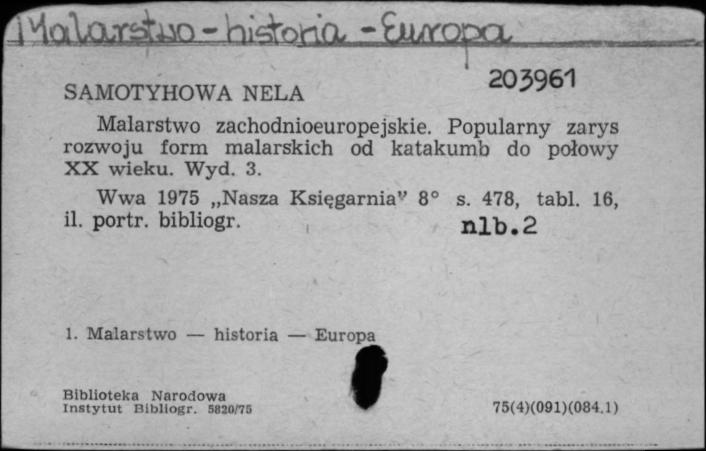 Malarstwo - historia - Europa
203961
SAMOTYHOWA NELA
Malarstwo zachodnioeuropejskie. Popularny zarys
rozwoju form malarskich od katakumb do połowy
XX wieku. Wyd. 3.
Wwa 1975 „Nasza Księgarnia" 8° s. 478, tabl. 16,
il. portr. bibliogr.
nlb.2
1. Malarstwo — historia — Europa
Biblioteka Narodowa
Instytut Bibliogr. 5820/75
75(4)(091)(084.1)